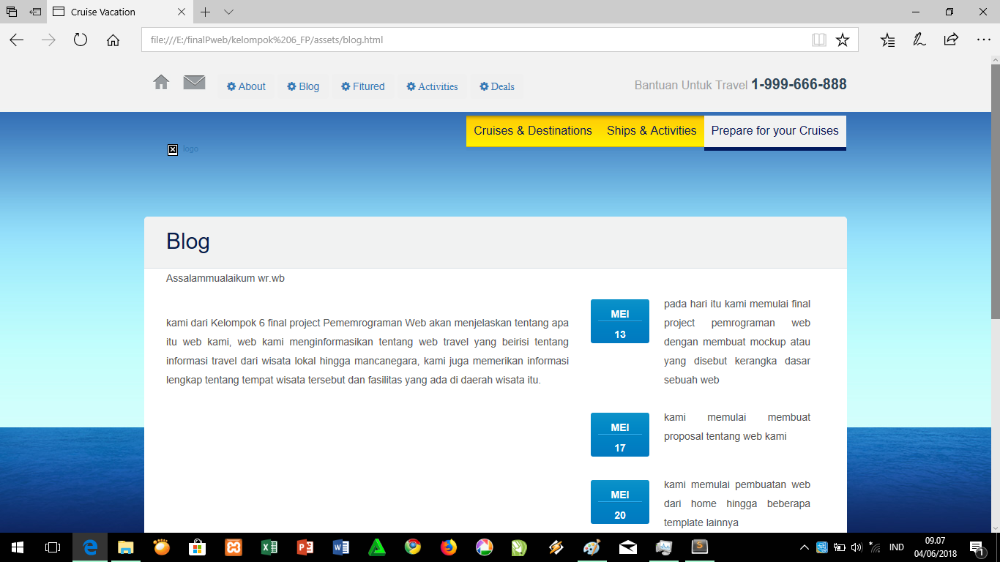 Cruise Vacation
file:///E:/finalPweb/kelompok%206_FP/assets/blog.html
About Blog Fitured Activities Deals
Bantuan Untuk Travel 1-999-666-888
Cruises & Destinations Ships & Activities Prepare for your Cruises
logo
Blog
Assalammualaikum wr.wb
kami dari Kelompok 6 final project Pememrograman Web akan menjelaskan tentang apa
itu web kami, web kami menginformasikan tentang web travel yang beirisi tentang
informasi travel dari wisata lokal hingga mancanegara, kami juga memerikan informasi
lengkap tentang tempat wisata tersebut dan fasilitas yang ada di daerah wisata itu.
MEI
13
pada hari itu kami memulai final
project pemrograman web
dengan membuat mockup atau
yang disebut kerangka dasar
sebuah web
MEI
17
kami memulai membuat
proposal tentang web kami
MEI
20
kami memulai pembuatan web
dari home hingga beberapa
template lainnya
IND
09.07
04/06/2018
1